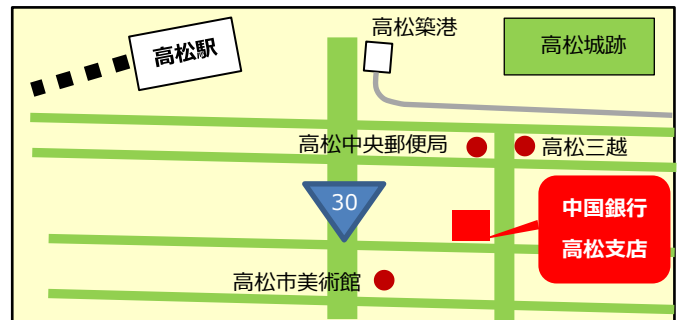 高松築港
高松駅
高松城跡
高松中央郵便局
高松三越
30
中国銀行
高松支店
高松市美術館